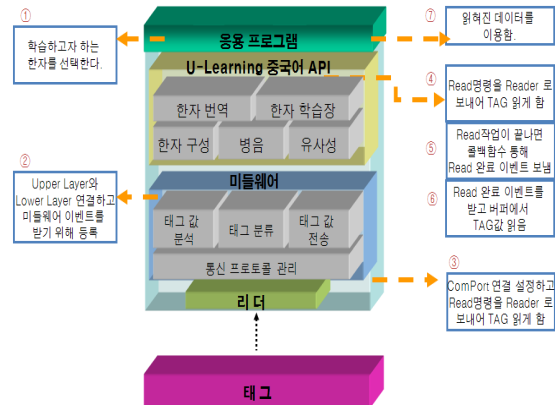 ①
학습하고자 하는
한자를 선택한다.
응용 프로그램
⑦
읽혀진 데이터를
이용함.
U-Learning 중국어 API
한자 번역
한자 학습장
한자 구성
병음
유사성
④
Read명령을 Reader 로
보내어 TAG 읽게 함
⑤
Read작업이 끝나면
콜백함수 통해
Read 완료 이벤트 보냄
⑥
Read 완료 이벤트를
받고 버퍼에서
TAG값 읽음
②
Upper Layer와
Lower Layer 연결하고
미들웨어 이벤트를
받기 위해 등록
미들웨어
태그 값
분석
태그 분류
태그 값
전송
통신 프로토콜 관리
③
ComPort 연결 설정하고
Read명령을 Reader 로
보내어 TAG 읽게 함
리 더
태 그